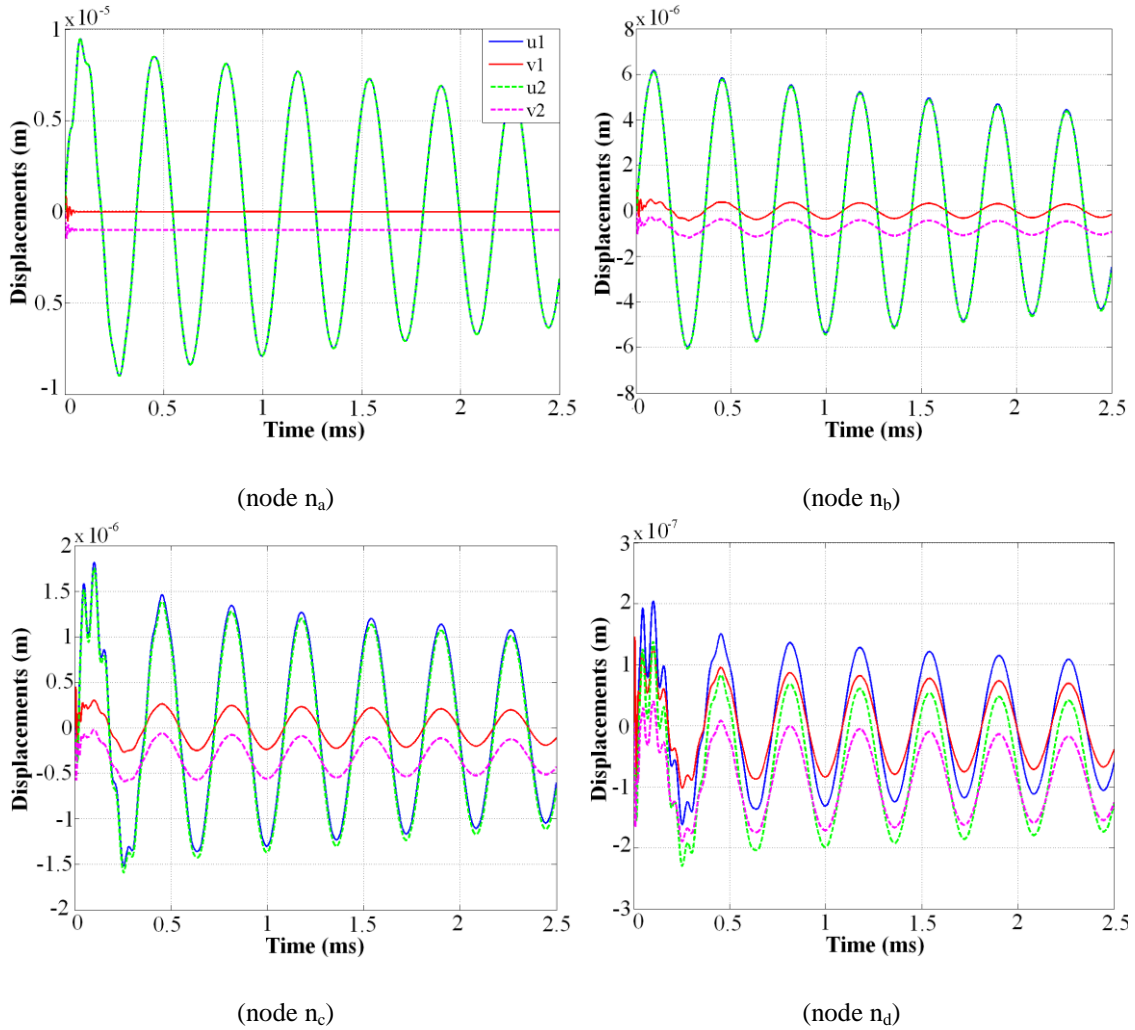 x 10-5
1
0.5
0
0.5
-1
Displacements (m)
0 0.5 1 1.5 2 2.5
Time (ms)
u1
v1
u2
v2
(node na)
8 x 10-6
6
4
2
0
-2
-4
-6
-8
Displacements (m)
0 0.5 1 1.5 2 2.5
Time (ms)
(node nb)
2 x 10-6
1.5
1
0.5
0
-0.5
-1
-1.5
-2
Displacements (m)
0 0.5 1 1.5 2 2.5
Time (ms)
(node nc)
3 x 10-7
2
1
0
-1
-2
-3
Displacements (m)
0 0.5 1 1.5 2 2.5
Time (ms)
(node nd)